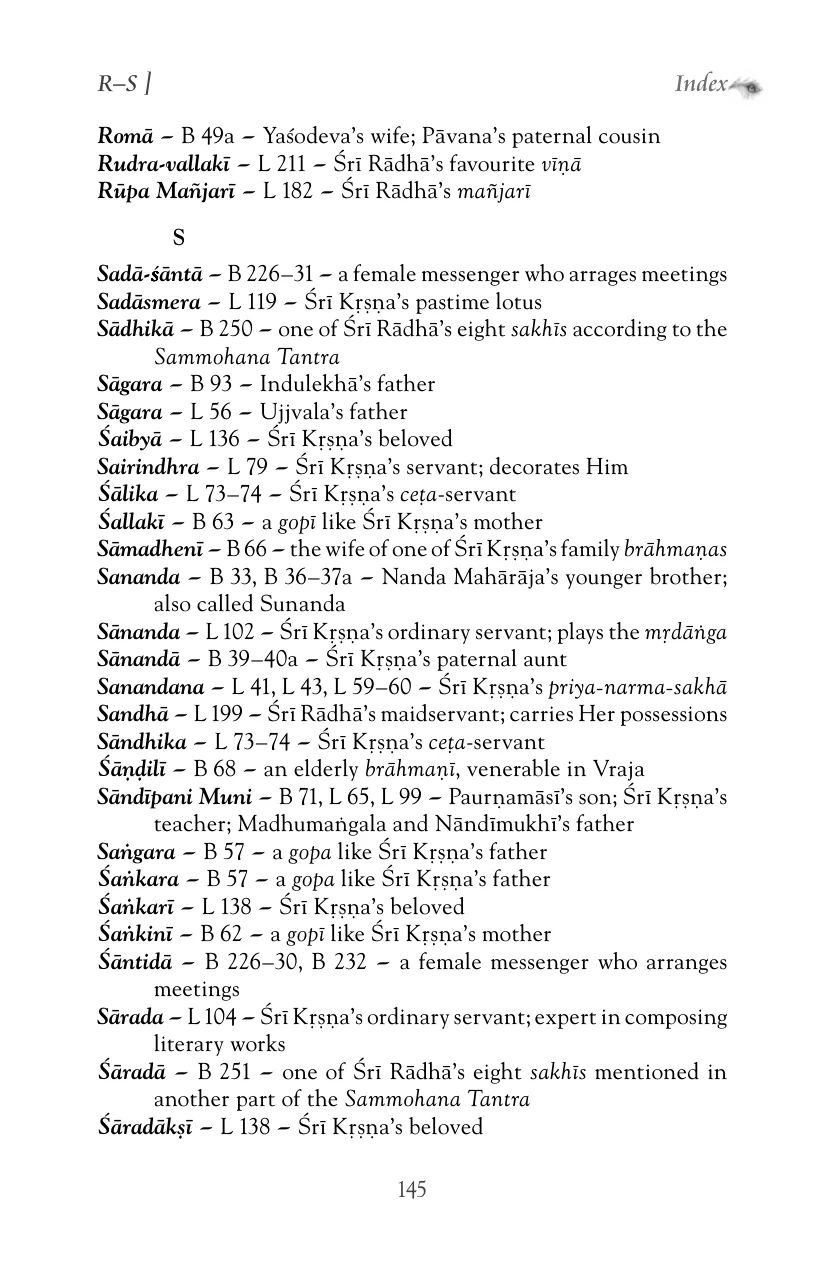 R–S ]
Index
Romā – B 49a – Yaśodeva’s wife; Pāvana’s paternal cousin
Rudra-vallakī – L 211 – Śrī Rādhā’s favourite vīṇā
Rūpa Mañjarī – L 182 – Śrī Rādhā’s mañjarī
S
Sadā-śāntā – B 226–31 – a female messenger who arrages meetings
Sadāsmera – L 119 – Śrī Kṛṣṇa’s pastime lotus
Sādhikā – B 250 – one of Śrī Rādhā’s eight sakhīs according to the
Sammohana Tantra
Sāgara – B 93 – Indulekhā’s father
Sāgara – L 56 – Ujjvala’s father
Śaibyā – L 136 – Śrī Kṛṣṇa’s beloved
Sairindhra – L 79 – Śrī Kṛṣṇa’s servant; decorates Him
Śālika – L 73–74 – Śrī Kṛṣṇa’s ceṭa-servant
Śallakī – B 63 – a gopī like Śrī Kṛṣṇa’s mother
Sāmadhenī – B 66 – the wife of one of Śrī Kṛṣṇa’s family brāhmaṇas
Sananda – B 33, B 36–37a – Nanda Mahārāja’s younger brother;
also called Sunanda
Sānanda – L 102 – Śrī Kṛṣṇa’s ordinary servant; plays the mṛdāṅga
Sānandā – B 39–40a – Śrī Kṛṣṇa’s paternal aunt
Sanandana – L 41, L 43, L 59–60 – Śrī Kṛṣṇa’s priya-narma-sakhā
Sandhā – L 199 – Śrī Rādhā’s maidservant; carries Her possessions
Sāndhika – L 73–74 – Śrī Kṛṣṇa’s ceṭa-servant
Śāṇḍilī – B 68 – an elderly brāhmaṇī, venerable in Vraja
Sāndīpani Muni – B 71, L 65, L 99 – Paurṇamāsī’s son; Śrī Kṛṣṇa’s
teacher; Madhumaṅgala and Nāndīmukhī’s father
Saṅgara – B 57 – a gopa like Śrī Kṛṣṇa’s father
Śaṅkara – B 57 – a gopa like Śrī Kṛṣṇa’s father
Śaṅkarī – L 138 – Śrī Kṛṣṇa’s beloved
Śaṅkinī – B 62 – a gopī like Śrī Kṛṣṇa’s mother
Śāntidā – B 226–30, B 232 – a female messenger who arranges
meetings
Sārada – L 104 – Śrī Kṛṣṇa’s ordinary servant; expert in composing
literary works
Śāradā – B 251 – one of Śrī Rādhā’s eight sakhīs mentioned in
another part of the Sammohana Tantra
Śāradākṣī – L 138 – Śrī Kṛṣṇa’s beloved
145